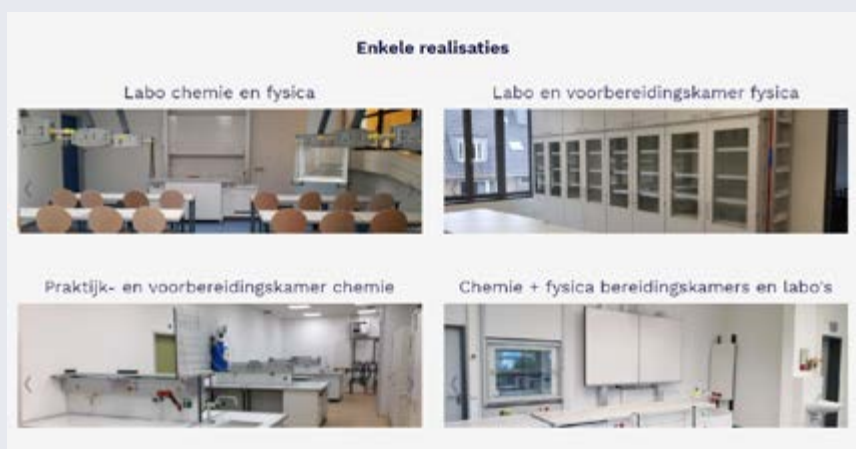 Enkele realisaties
Labo chemie en fysica
Labo en voorbereidingskamer fysica
Praktijk- en voorbereidingskamer chemie
Chemie + fysica bereidingskamers en labo's